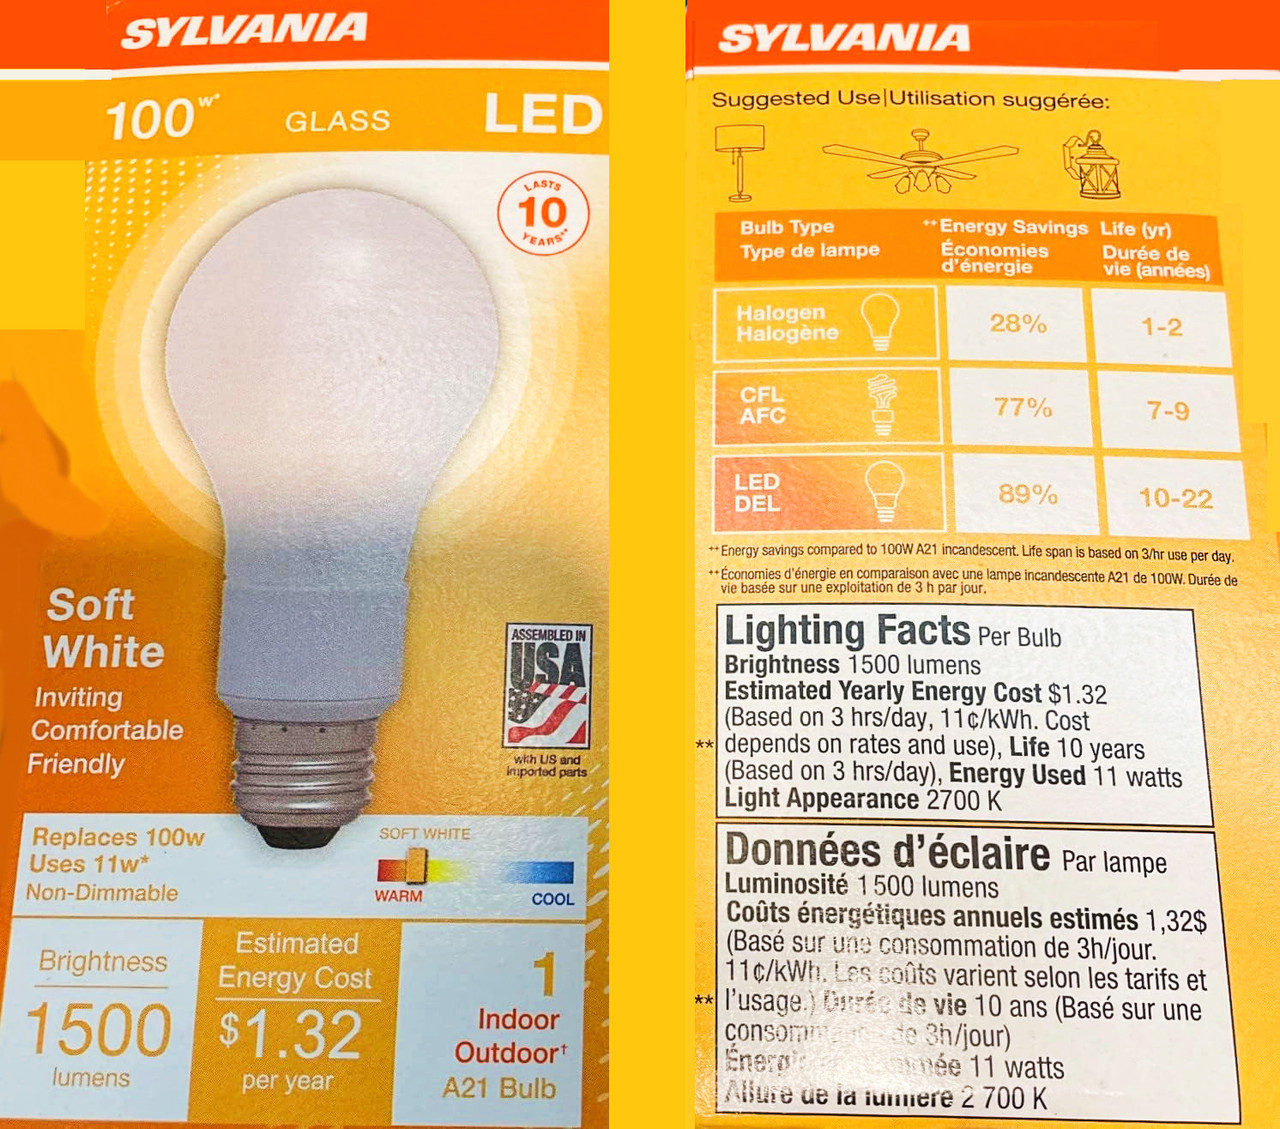 SYLVANIA
100w* GLASS LED
LASTS
10
YEARS**
Soft
White
Inviting
Comfortable
Friendly
ASSEMBLED IN
USA
with US and
imported parts
Replaces 100w
Uses 11w*
Non-Dimmable
SOFT WHITE
WARM COOL
Brightness
1500
lumens
Estimated
Energy Cost
$1.32
per year
1
Indoor
Outdoor†
A21 Bulb
SYLVANIA
Suggested Use|Utilisation suggérée:
Bulb Type ++Energy Savings Life (yr)
Type de lampe Économies Durée de
d'énergie vie (années)
Halogen
Halogène 28% 1-2
CFL
AFC 77% 7-9
LED
DEL 89% 10-22
++Energy savings compared to 100W A21 incandescent. Life span is based on 3/hr use per day.
++Économies d'énergie en comparaison avec une lampe incandescente A21 de 100W. Durée de
vie basée sur une exploitation de 3 h par jour.
Lighting Facts Per Bulb
Brightness 1500 lumens
Estimated Yearly Energy Cost $1.32
(Based on 3 hrs/day, 11¢/kWh. Cost
** depends on rates and use), Life 10 years
(Based on 3 hrs/day), Energy Used 11 watts
Light Appearance 2700 K
Données d'éclaire Par lampe
Luminosité 1500 lumens
Coûts énergétiques annuels estimés 1,32$
(Basé sur une consommation de 3h/jour.
11¢/kWh. Les coûts varient selon les tarifs et
** l'usage.) Durée de vie 10 ans (Basé sur une
de 3h/jour)
11 watts
Allure de la lumière 2 700 K